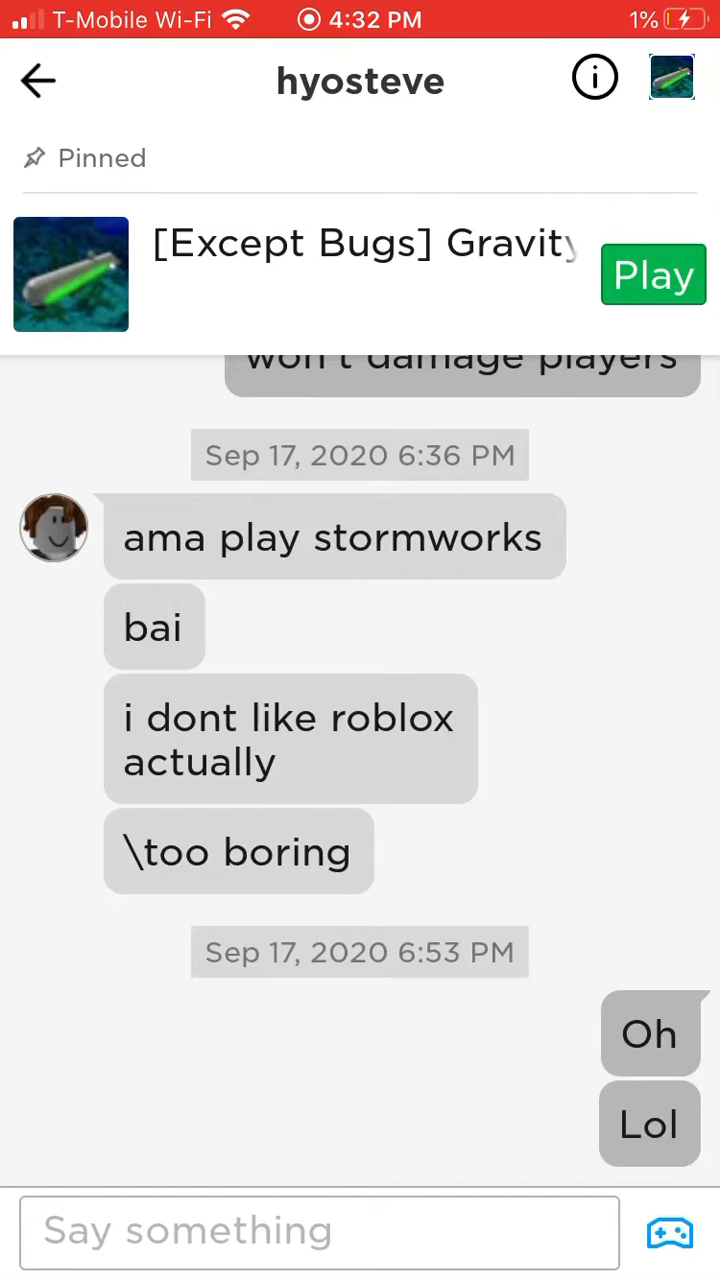 T-Mobile Wi-Fi 4:32 PM 1%
hyosteve
Pinned
[Except Bugs] Gravity
Play
won't damage players
Sep 17, 2020 6:36 PM
ama play stormworks
bai
i dont like roblox
actually
\too boring
Sep 17, 2020 6:53 PM
Oh
Lol
Say something